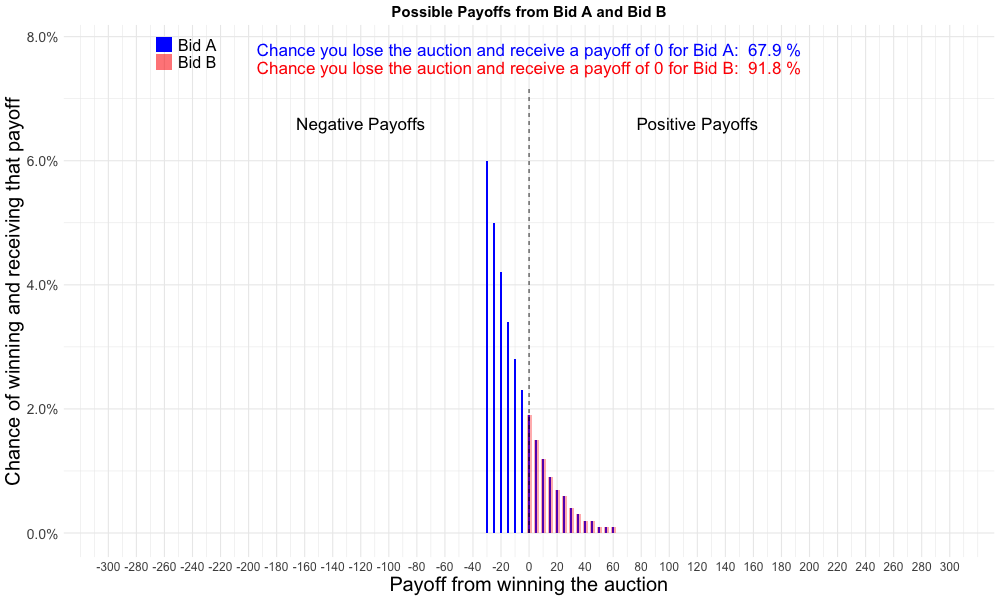 Possible Payoffs from Bid A and Bid B
8.0%
Bid A
Chance you lose the auction and receive a payoff of 0 for Bid A: 67.9 %
Bid B
Chance you lose the auction and receive a payoff of 0 for Bid B: 91.8 %
Negative Payoffs
Positive Payoffs
Chance of winning and receiving that payoff
6.0%
4.0%
2.0%
0.0%
-300 -280 -260 -240 -220 -200 -180 -160 -140 -120 -100 -80 -60 -40 -20 0 20 40 60 80 100 120 140 160 180 200 220 240 260 280 300
Payoff from winning the auction